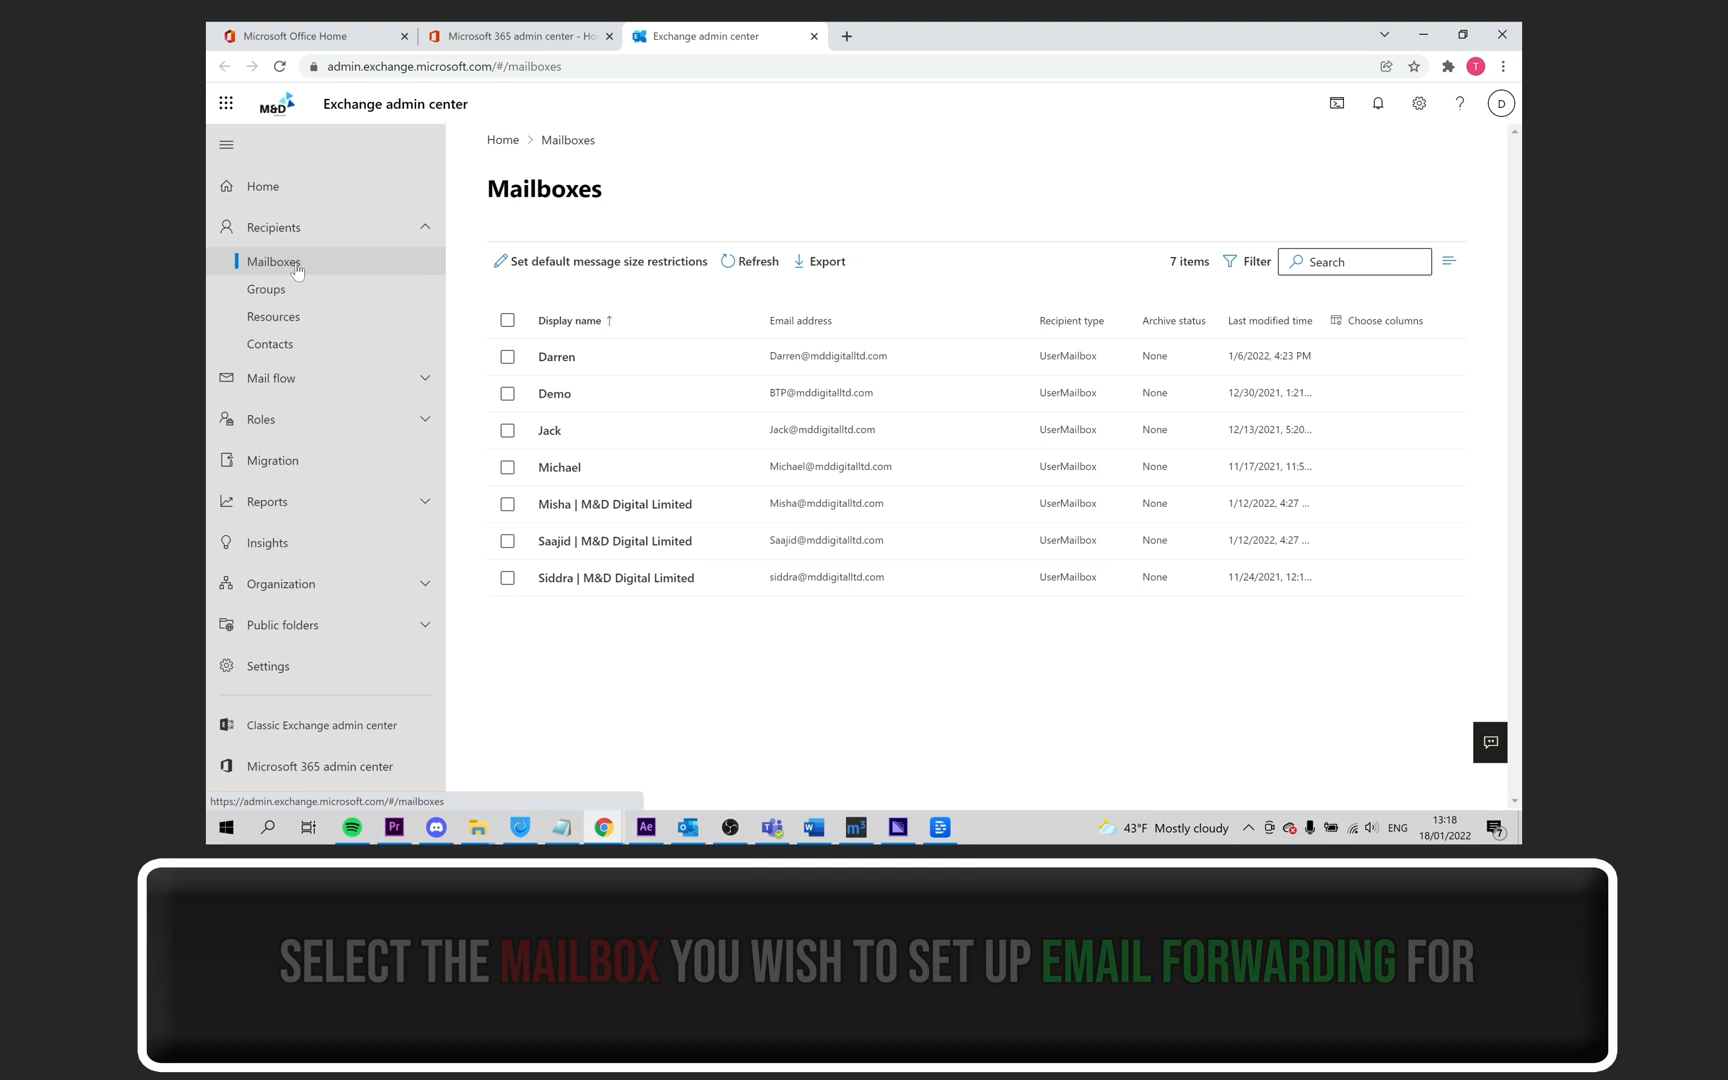 Microsoft Office Home
Microsoft 365 admin center - Ho
Exchange admin center
admin.exchange.microsoft.com/#/mailboxes
T
M&D
Exchange admin center
D
Home
Recipients
Mailboxes
Groups
Resources
Contacts
Mail flow
Roles
Migration
Reports
Insights
Organization
Public folders
Settings
Classic Exchange admin center
Microsoft 365 admin center
Home > Mailboxes
Mailboxes
Set default message size restrictions Refresh Export 7 items Filter Search
Display name ↑ Email address Recipient type Archive status Last modified time Choose columns
Darren Darren@mddigitalltd.com UserMailbox None 1/6/2022, 4:23 PM
Demo BTP@mddigitalltd.com UserMailbox None 12/30/2021, 1:21...
Jack Jack@mddigitalltd.com UserMailbox None 12/13/2021, 5:20...
Michael Michael@mddigitalltd.com UserMailbox None 11/17/2021, 11:5...
Misha | M&D Digital Limited Misha@mddigitalltd.com UserMailbox None 1/12/2022, 4:27 ...
Saajid | M&D Digital Limited Saajid@mddigitalltd.com UserMailbox None 1/12/2022, 4:27 ...
Siddra | M&D Digital Limited siddra@mddigitalltd.com UserMailbox None 11/24/2021, 12:1...
https://admin.exchange.microsoft.com/#/mailboxes
Pr
Ae
m³
43°F Mostly cloudy
ENG
13:18
18/01/2022
7
SELECT THE MAILBOX YOU WISH TO SET UP EMAIL FORWARDING FOR